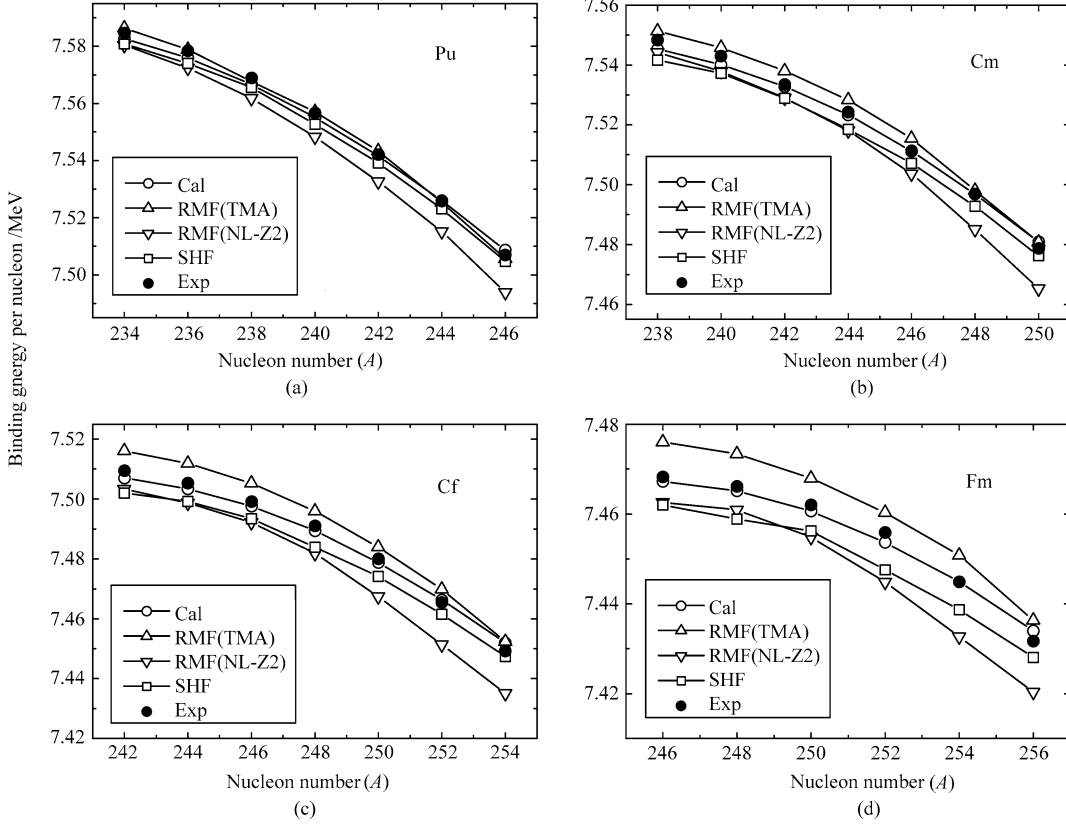 Binding gnergy per nucleon /MeV
Pu
7.58
7.56
7.54
7.52
7.50
Cal
RMF(TMA)
RMF(NL-Z2)
SHF
Exp
234 236 238 240 242 244 246
Nucleon number (A)
(a)
Cm
7.56
7.54
7.52
7.50
7.48
7.46
Cal
RMF(TMA)
RMF(NL-Z2)
SHF
Exp
238 240 242 244 246 248 250
Nucleon number (A)
(b)
Cf
7.52
7.50
7.48
7.46
7.44
7.42
Cal
RMF(TMA)
RMF(NL-Z2)
SHF
Exp
242 244 246 248 250 252 254
Nucleon number (A)
(c)
Fm
7.48
7.46
7.44
7.42
Cal
RMF(TMA)
RMF(NL-Z2)
SHF
Exp
246 248 250 252 254 256
Nucleon number (A)
(d)